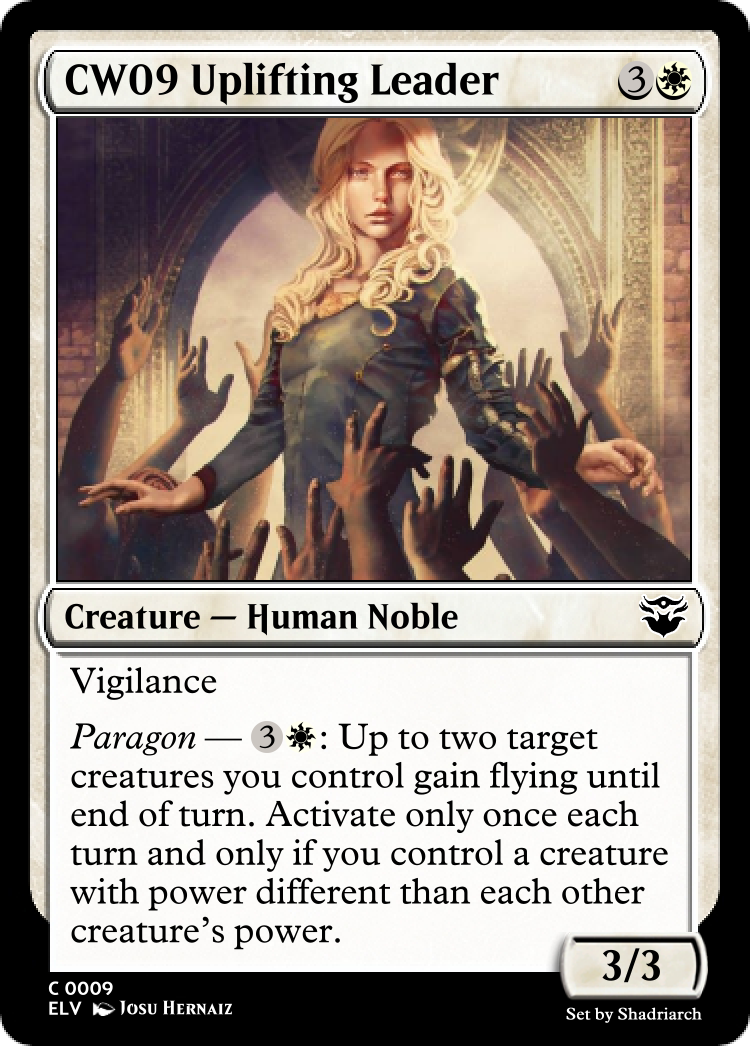 CW09 Uplifting Leader 3
Creature — Human Noble
Vigilance
Paragon — 3 : Up to two target
creatures you control gain flying until
end of turn. Activate only once each
turn and only if you control a creature
with power different than each other
creature's power.
3/3
C 0009
ELV Josu Hernaiz
Set by Shadriarch